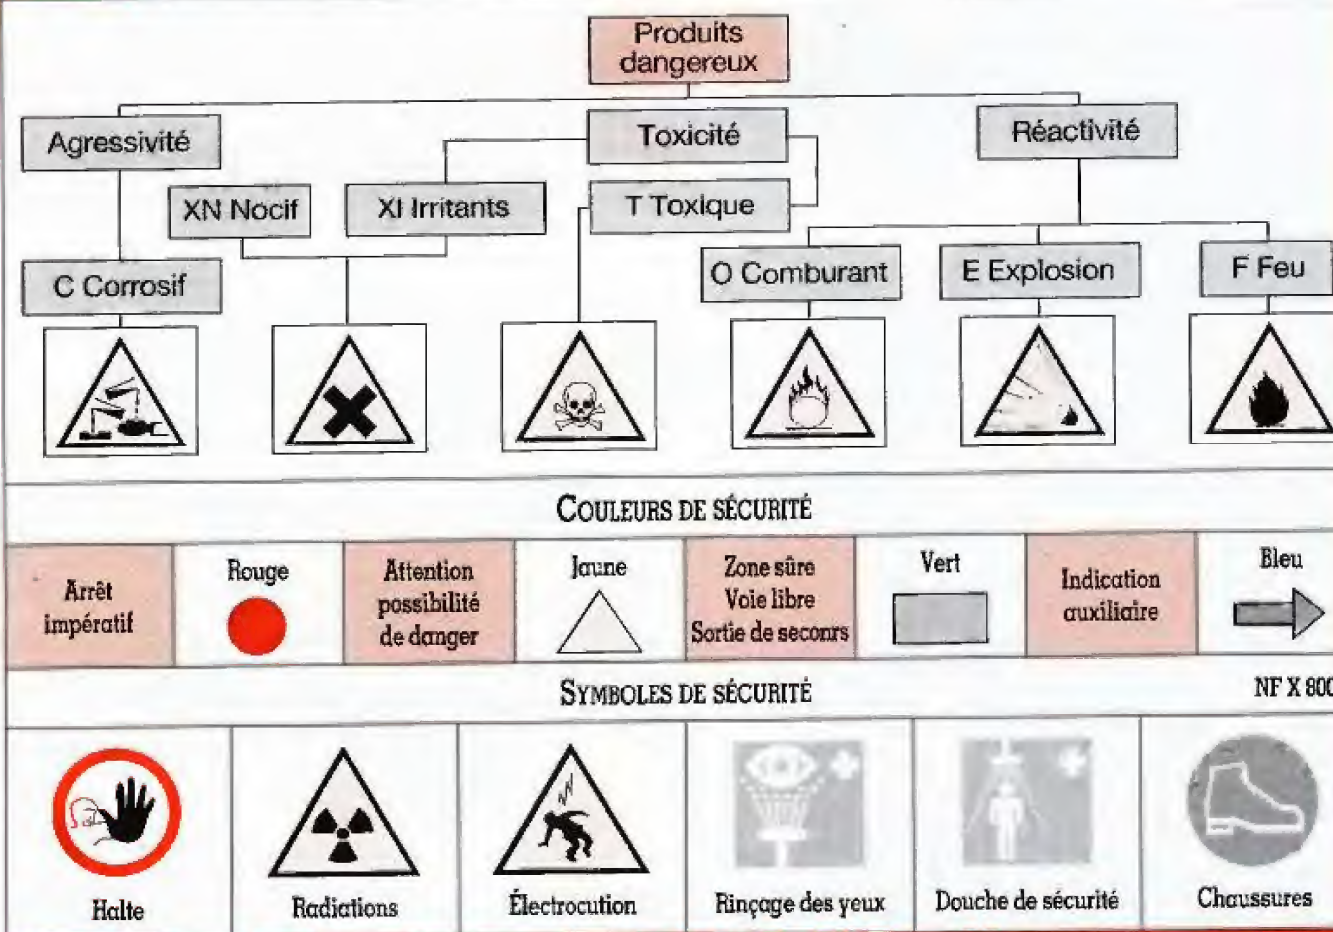 Produits
dangereux
Agressivité
Toxicité
Réactivité
XN Nocif
XI Irritants
T Toxique
C Corrosif
O Comburant
E Explosion
F Feu
COULEURS DE SÉCURITÉ
Arrêt
impératif
Rouge
Attention
possibilité
de danger
Jaune
Zone sûre
Voie libre
Sortie de secours
Vert
Indication
auxiliaire
Bleu
SYMBOLES DE SÉCURITÉ
NF X 800
Halte
Radiations
Électrocution
Rinçage des yeux
Douche de sécurité
Chaussures